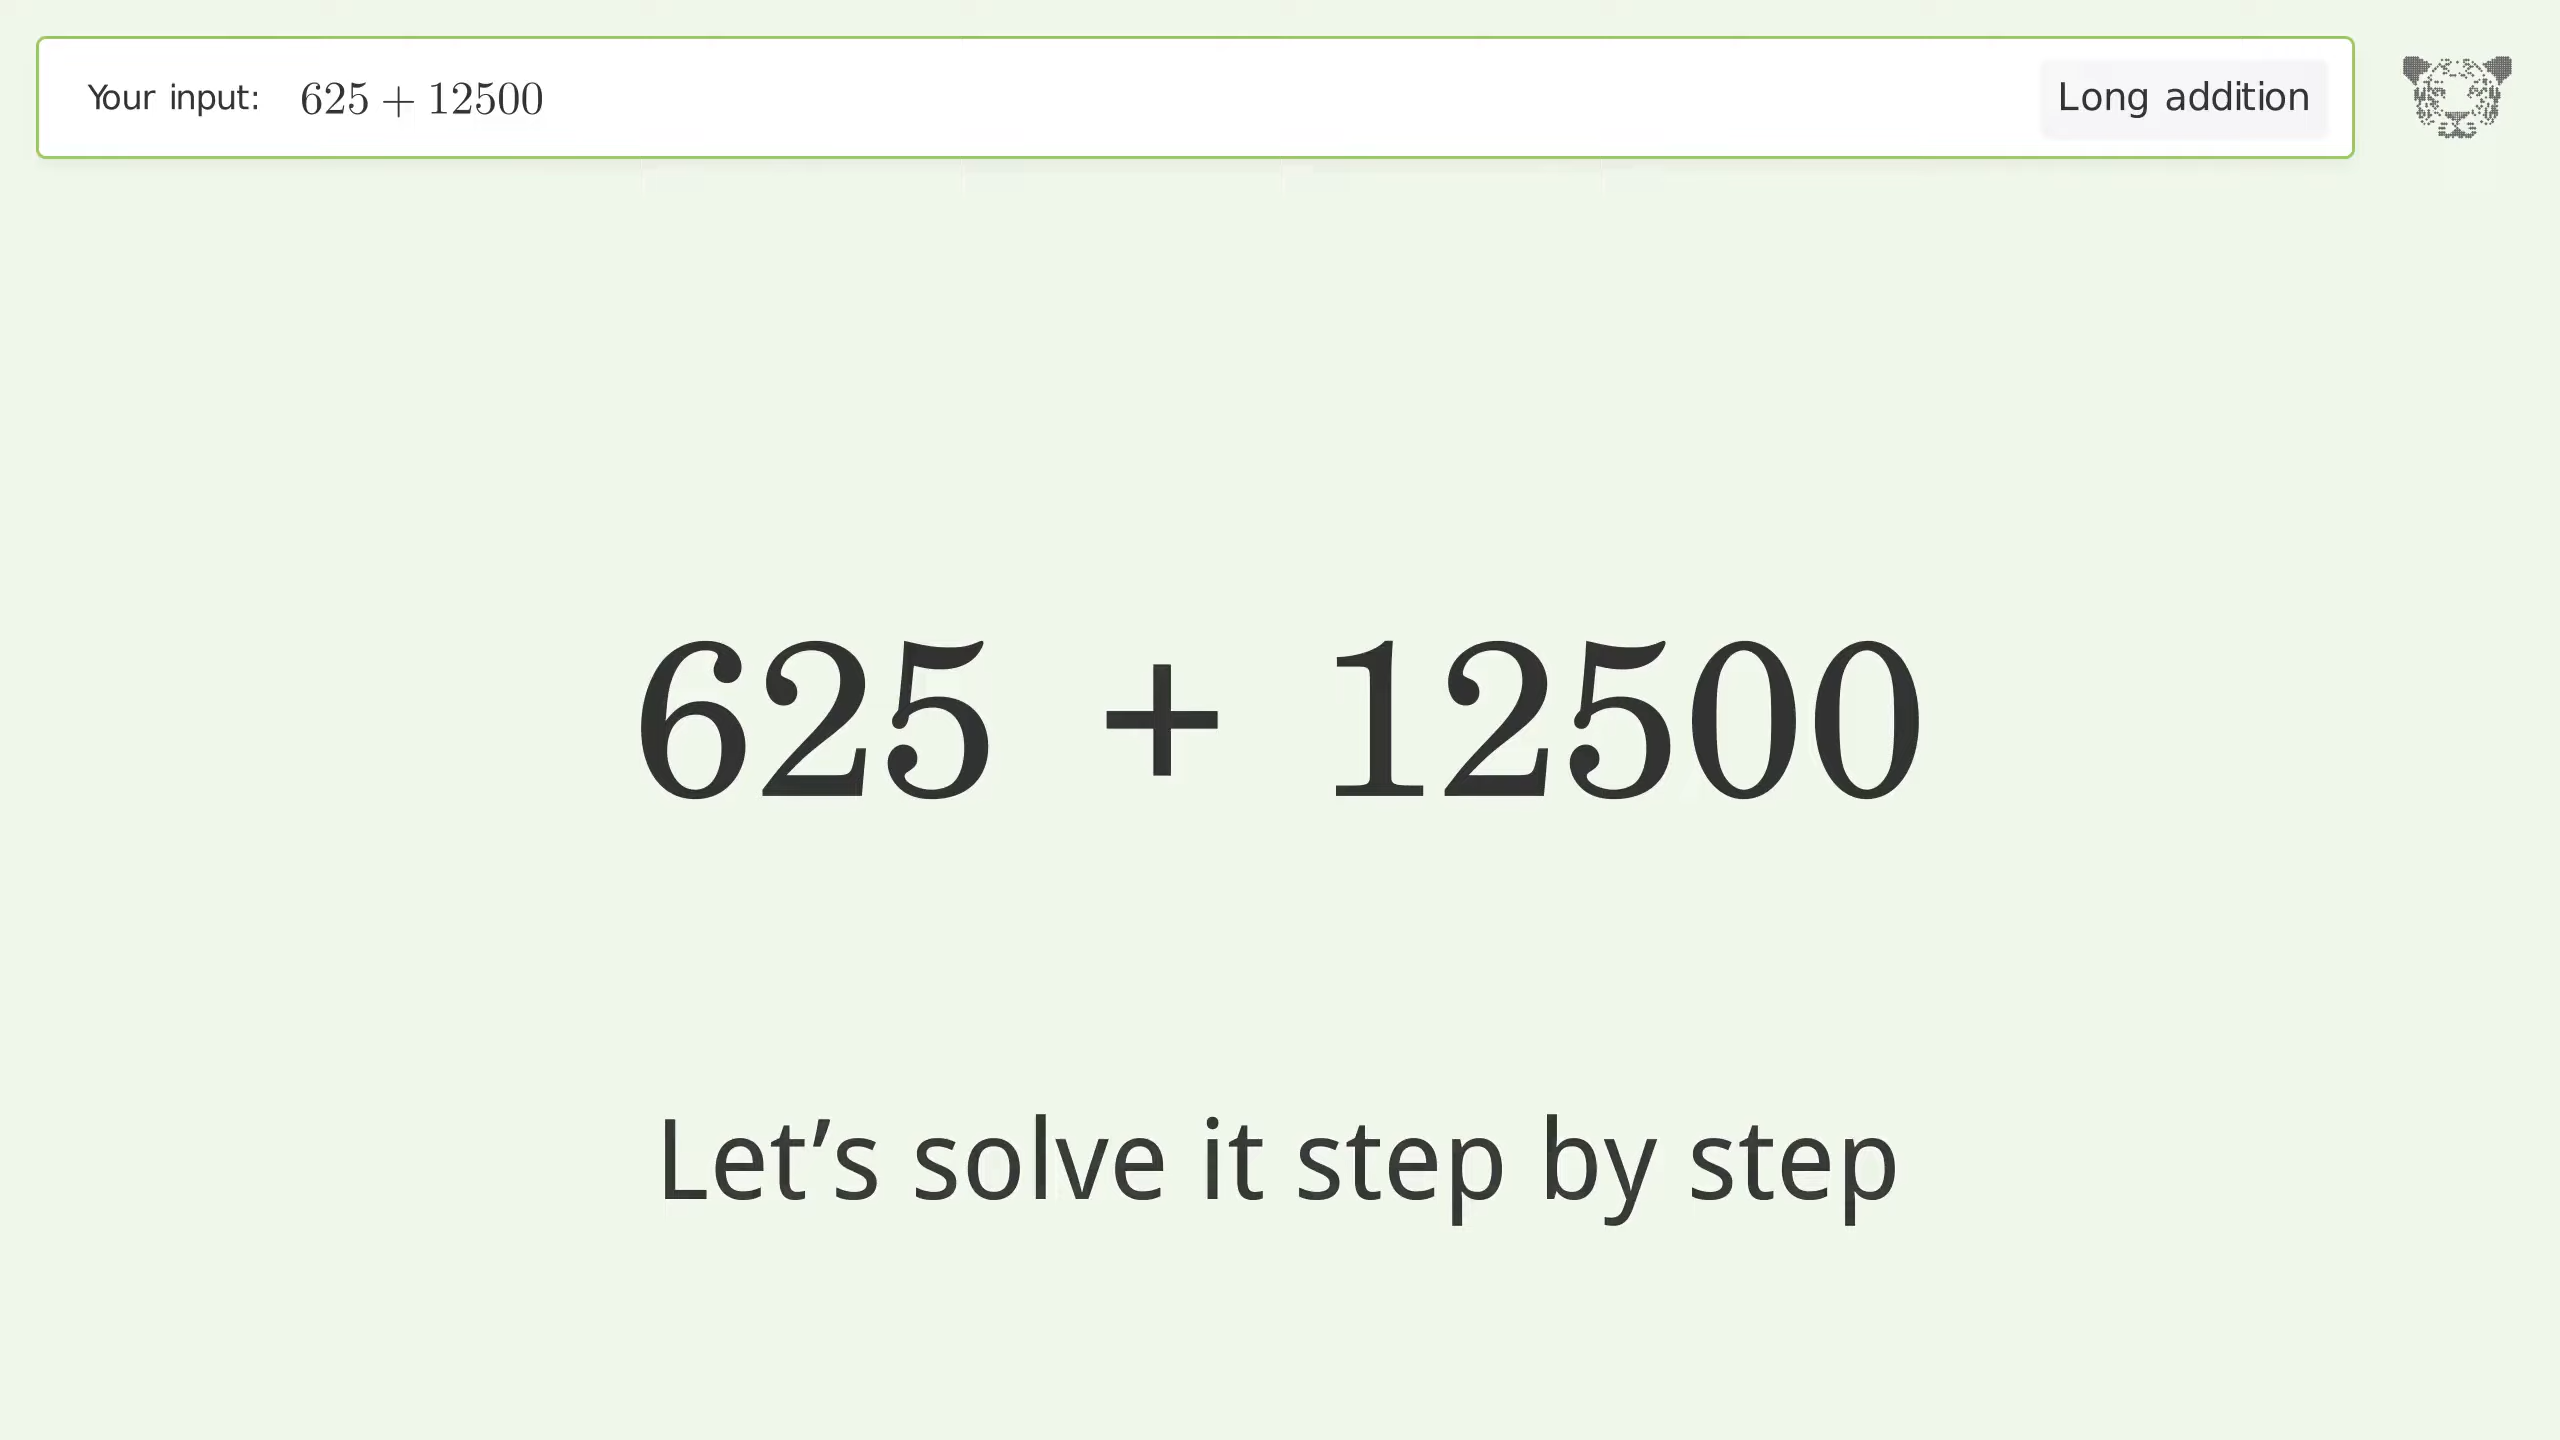 Your input: 625 + 12500 Long addition
625 + 12500
Let’s solve it step by step